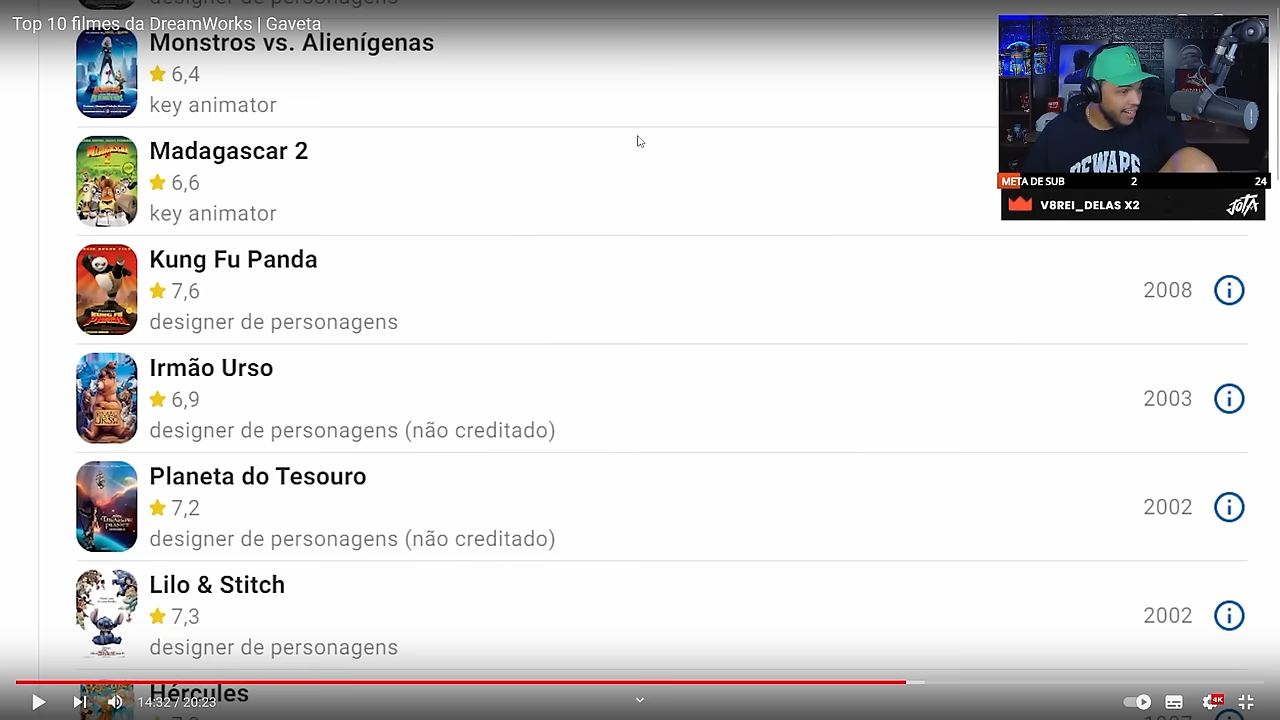 Top 10 filmes da DreamWorks | Gaveta
Monstros vs. Alienígenas
6,4
key animator
Madagascar 2
6,6
key animator
Kung Fu Panda
7,6
designer de personagens
2008
Irmão Urso
6,9
designer de personagens (não creditado)
2003
Planeta do Tesouro
7,2
designer de personagens (não creditado)
2002
Lilo & Stitch
7,3
designer de personagens
2002
Hércules
14:32 / 20:23
4K
META DE SUB 2 24
V8REI_DELAS X2
JOTA
BEWARE